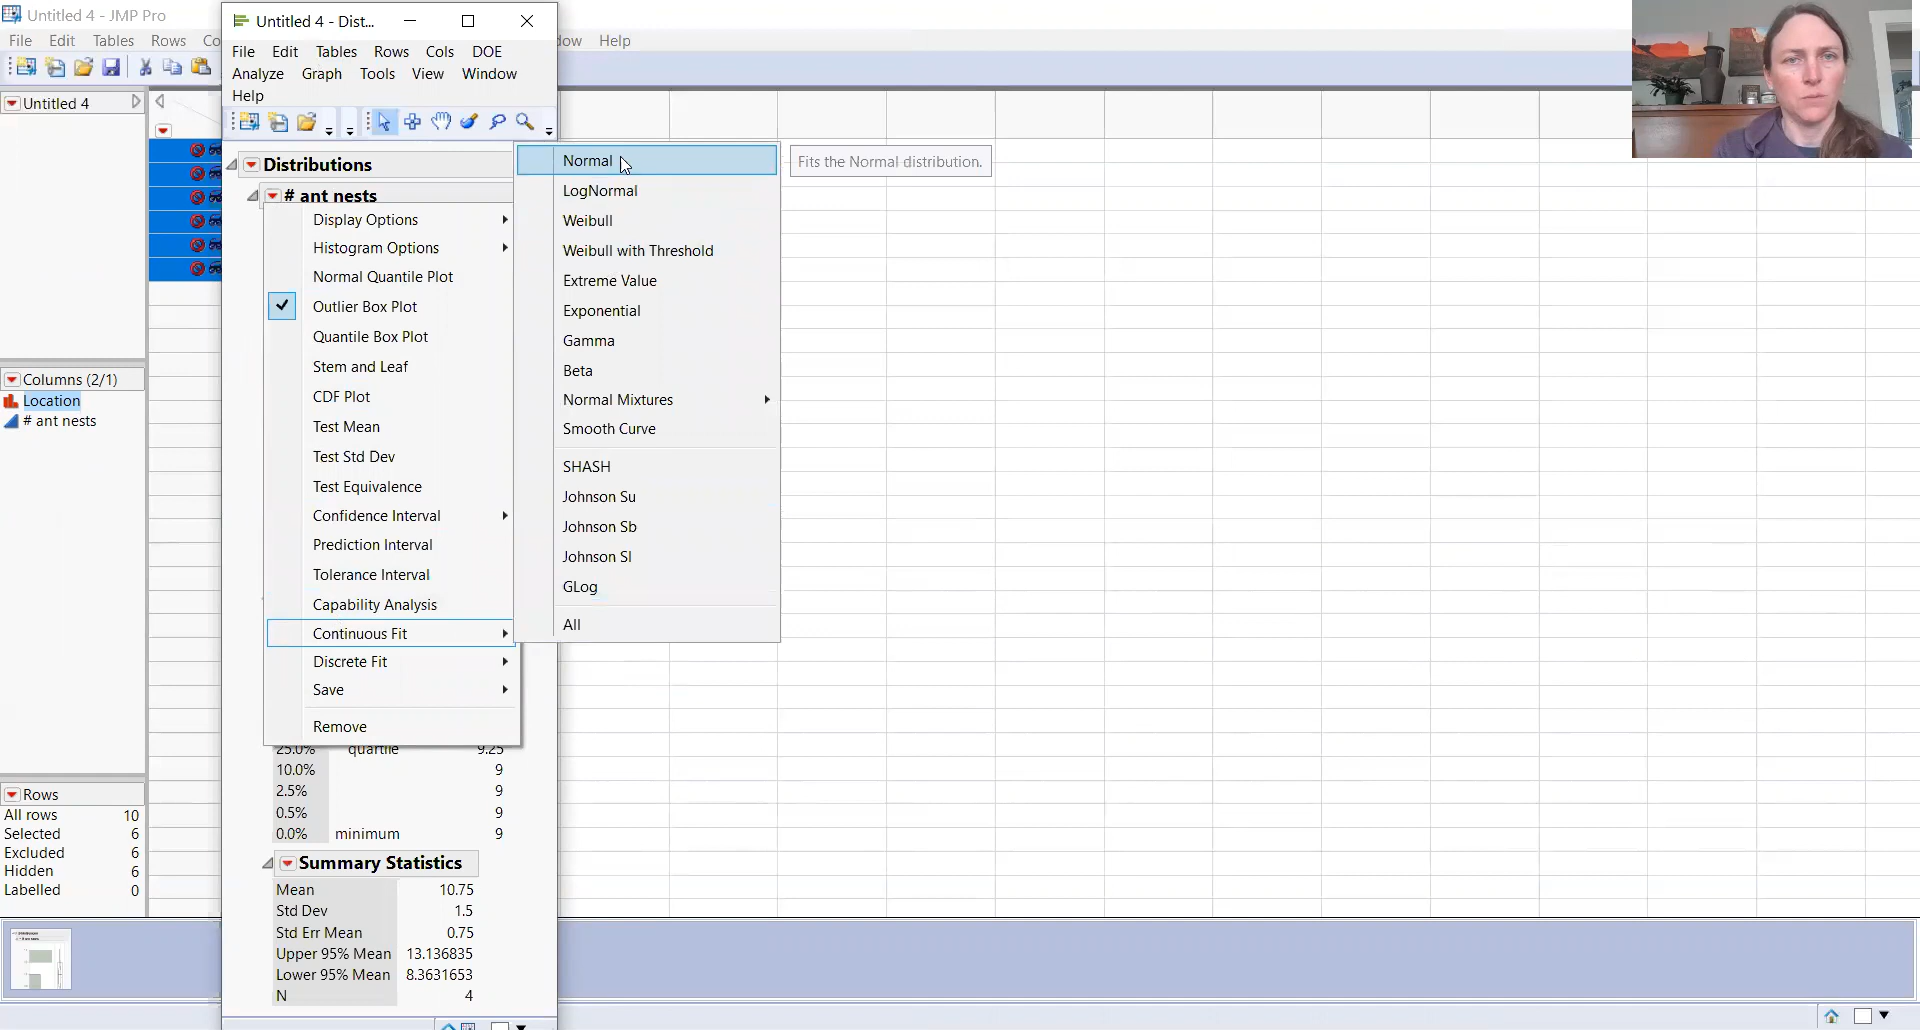 Untitled 4 - JMP Pro
File Edit Tables Rows Co
dow Help
Untitled 4
Columns (2/1)
Location
# ant nests
Rows
All rows 10
Selected 6
Excluded 6
Hidden 6
Labelled 0
Untitled 4 - Dist...
File Edit Tables Rows Cols DOE
Analyze Graph Tools View Window
Help
Distributions
# ant nests
Display Options
Histogram Options
Normal Quantile Plot
Outlier Box Plot
Quantile Box Plot
Stem and Leaf
CDF Plot
Test Mean
Test Std Dev
Test Equivalence
Confidence Interval
Prediction Interval
Tolerance Interval
Capability Analysis
Continuous Fit
Discrete Fit
Save
Remove
Normal
LogNormal
Weibull
Weibull with Threshold
Extreme Value
Exponential
Gamma
Beta
Normal Mixtures
Smooth Curve
SHASH
Johnson Su
Johnson Sb
Johnson Sl
GLog
All
Fits the Normal distribution.
25.0% quartile 9.25
10.0% 9
2.5% 9
0.5% 9
0.0% minimum 9
Summary Statistics
Mean 10.75
Std Dev 1.5
Std Err Mean 0.75
Upper 95% Mean 13.136835
Lower 95% Mean 8.3631653
N 4